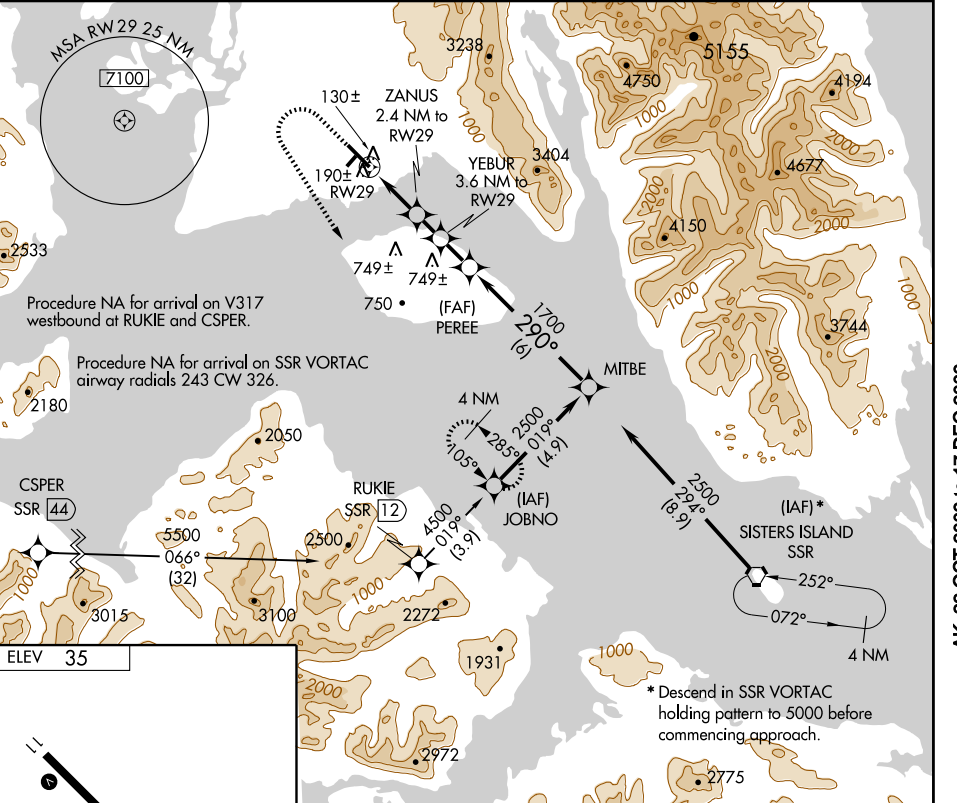 MSA RW29 25 NM
7100
3238
5155
4750
4194
1000
130±
ZANUS
2.4 NM to
RW29
1000
2000
190±
RW29
YEBUR
3.6 NM to
RW29
3404
4677
2000
4150
2000
2533
749±
749±
750
(FAF)
PEREE
1000
1000
Procedure NA for arrival on V317
westbound at RUKIE and CSPER.
1700
290°
(6)
3744
2000
Procedure NA for arrival on SSR VORTAC
airway radials 243 CW 326.
MITBE
2180
4 NM
2500
019°
(4.9)
285°
105°
2050
CSPER
SSR 44
RUKIE
SSR 12
(IAF)
JOBNO
2500
294°
(8.9)
(IAF)*
SISTERS ISLAND
SSR
4500
019°
(3.9)
5500
066°
(32)
2500
1000
1000
252°
072°
4 NM
3015
3100
2272
ELEV 35
1931
1000
2000
* Descend in SSR VORTAC
holding pattern to 5000 before
commencing approach.
2972
2775
11
V